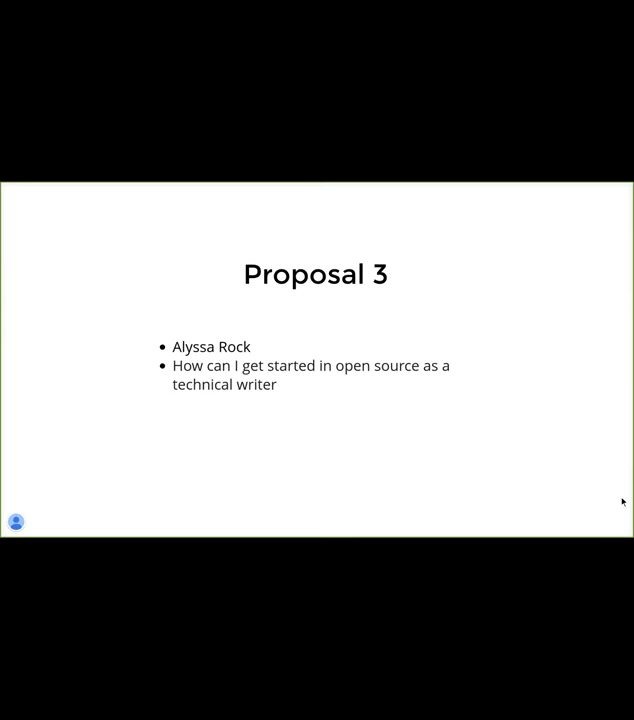 Proposal 3
• Alyssa Rock
• How can I get started in open source as a
technical writer